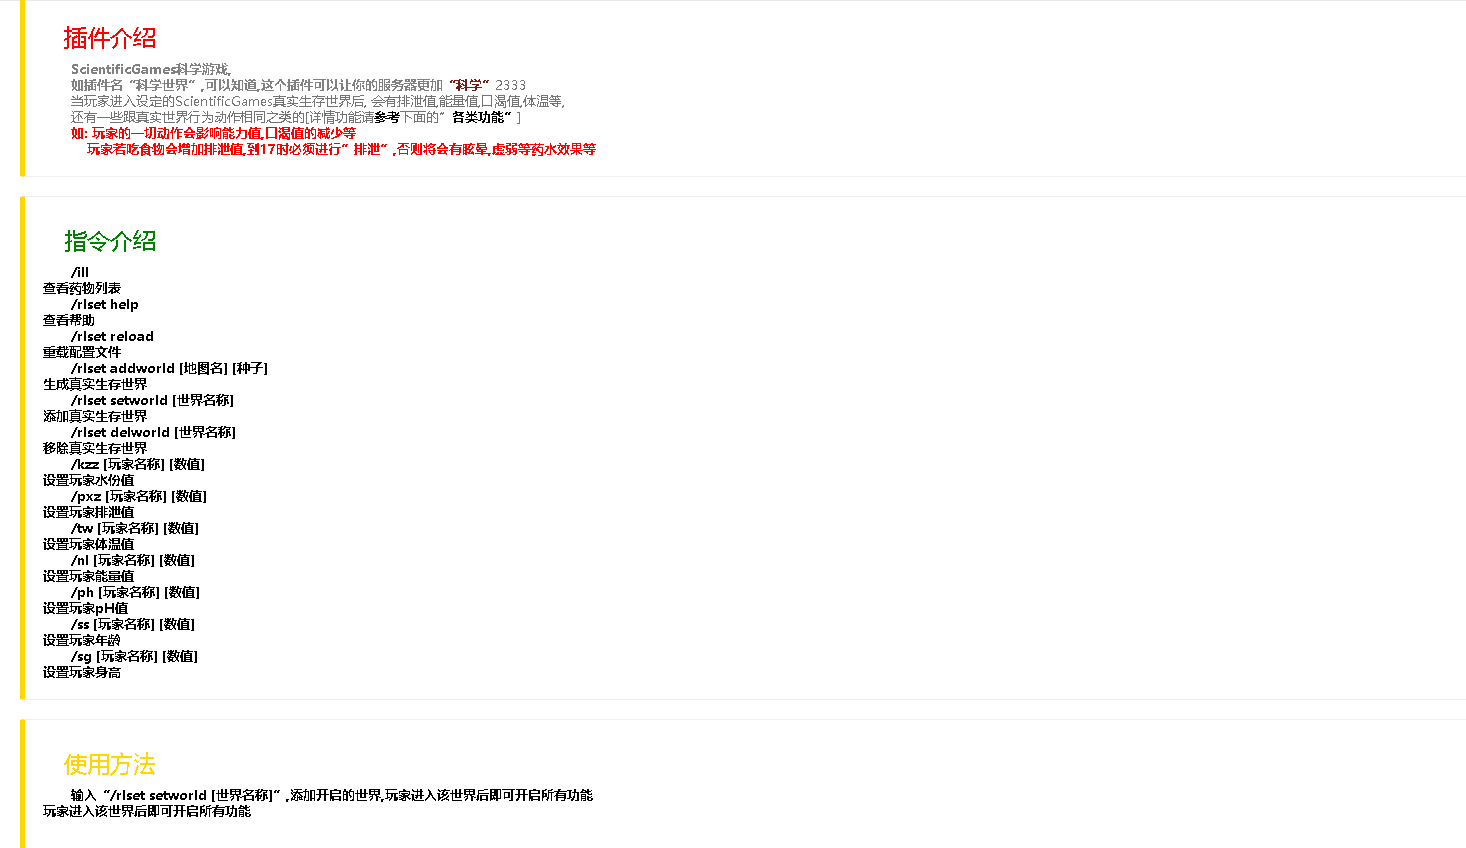 插件介绍
ScientificGames科学游戏,
如插件名“科学世界”,可以知道,这个插件可以让你的服务器更加“科学”2333
当玩家进入设定的ScientificGames真实生存世界后, 会有排泄值,能量值,口渴值,体温等,
还有一些跟真实世界行为动作相同之类的[详情功能请参考下面的”各类功能”]
如: 玩家的一切动作会影响能力值,口渴值的减少等
玩家若吃食物会增加排泄值,到17时必须进行”排泄”,否则将会有眩晕,虚弱等药水效果等
指令介绍
/ill
查看药物列表
/rlset help
查看帮助
/rlset reload
重载配置文件
/rlset addworld [地图名] [种子]
生成真实生存世界
/rlset setworld [世界名称]
添加真实生存世界
/rlset delworld [世界名称]
移除真实生存世界
/kzz [玩家名称] [数值]
设置玩家水份值
/pxz [玩家名称] [数值]
设置玩家排泄值
/tw [玩家名称] [数值]
设置玩家体温值
/nl [玩家名称] [数值]
设置玩家能量值
/ph [玩家名称] [数值]
设置玩家pH值
/ss [玩家名称] [数值]
设置玩家年龄
/sg [玩家名称] [数值]
设置玩家身高
使用方法
输入“/rlset setworld [世界名称]”,添加开启的世界,玩家进入该世界后即可开启所有功能
玩家进入该世界后即可开启所有功能